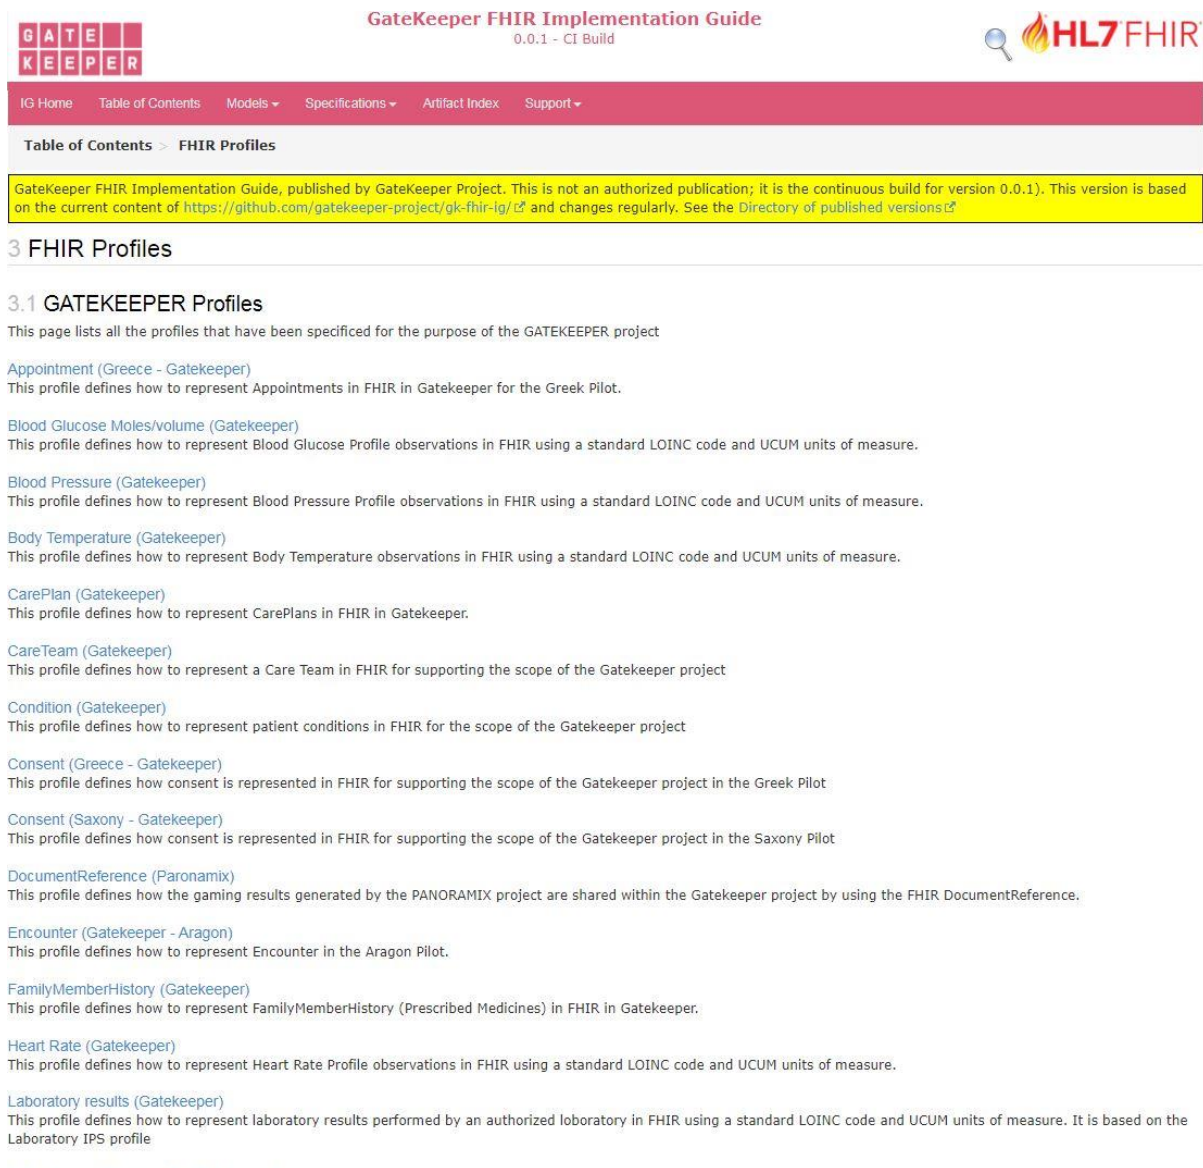 GATE
KEEPER
GateKeeper FHIR Implementation Guide
0.0.1 - CI Build
HL7 FHIR
IG Home Table of Contents Models Specifications Artifact Index Support
Table of Contents > FHIR Profiles
GateKeeper FHIR Implementation Guide, published by GateKeeper Project. This is not an authorized publication; it is the continuous build for version 0.0.1). This version is based
on the current content of https://github.com/gatekeeper-project/gk-fhir-ig/ and changes regularly. See the Directory of published versions
3 FHIR Profiles
3.1 GATEKEEPER Profiles
This page lists all the profiles that have been specificed for the purpose of the GATEKEEPER project
Appointment (Greece - Gatekeeper)
This profile defines how to represent Appointments in FHIR in Gatekeeper for the Greek Pilot.
Blood Glucose Moles/volume (Gatekeeper)
This profile defines how to represent Blood Glucose Profile observations in FHIR using a standard LOINC code and UCUM units of measure.
Blood Pressure (Gatekeeper)
This profile defines how to represent Blood Pressure Profile observations in FHIR using a standard LOINC code and UCUM units of measure.
Body Temperature (Gatekeeper)
This profile defines how to represent Body Temperature observations in FHIR using a standard LOINC code and UCUM units of measure.
CarePlan (Gatekeeper)
This profile defines how to represent CarePlans in FHIR in Gatekeeper.
CareTeam (Gatekeeper)
This profile defines how to represent a Care Team in FHIR for supporting the scope of the Gatekeeper project
Condition (Gatekeeper)
This profile defines how to represent patient conditions in FHIR for the scope of the Gatekeeper project
Consent (Greece - Gatekeeper)
This profile defines how consent is represented in FHIR for supporting the scope of the Gatekeeper project in the Greek Pilot
Consent (Saxony - Gatekeeper)
This profile defines how consent is represented in FHIR for supporting the scope of the Gatekeeper project in the Saxony Pilot
DocumentReference (Paronamix)
This profile defines how the gaming results generated by the PANORAMIX project are shared within the Gatekeeper project by using the FHIR DocumentReference.
Encounter (Gatekeeper - Aragon)
This profile defines how to represent Encounter in the Aragon Pilot.
FamilyMemberHistory (Gatekeeper)
This profile defines how to represent FamilyMemberHistory (Prescribed Medicines) in FHIR in Gatekeeper.
Heart Rate (Gatekeeper)
This profile defines how to represent Heart Rate Profile observations in FHIR using a standard LOINC code and UCUM units of measure.
Laboratory results (Gatekeeper)
This profile defines how to represent laboratory results performed by an authorized loboratory in FHIR using a standard LOINC code and UCUM units of measure. It is based on the
Laboratory IPS profile